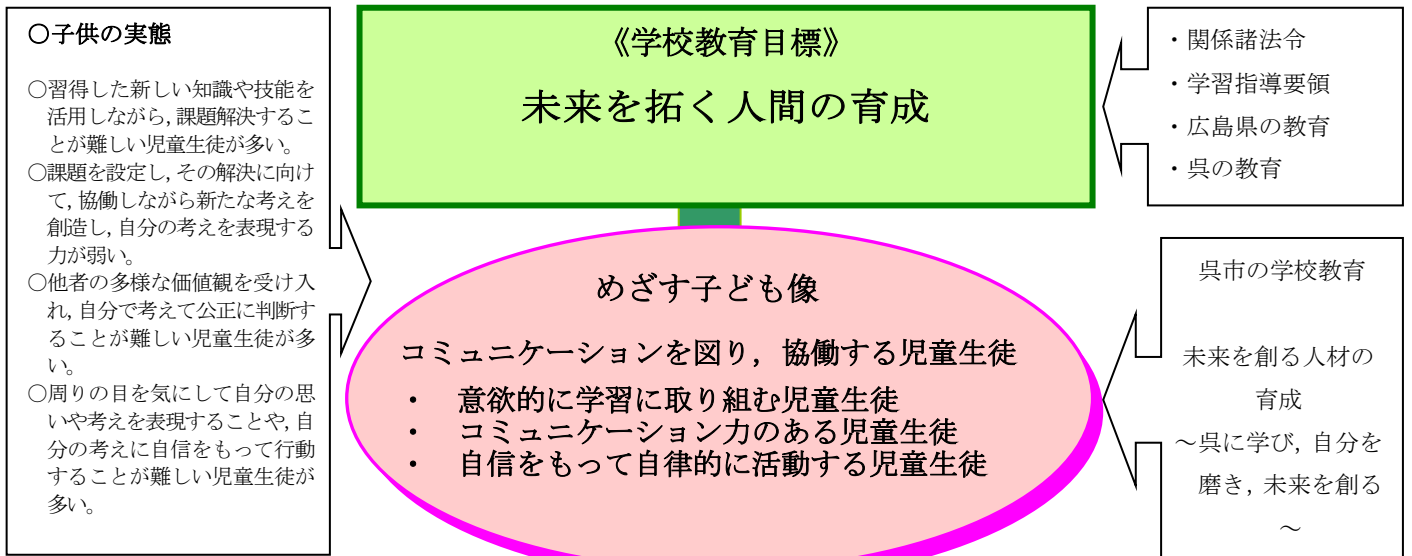 〇子供の実態
〇習得した新しい知識や技能を
活用しながら,課題解決するこ
とが難しい児童生徒が多い。
〇課題を設定し,その解決に向け
て,協働しながら新たな考えを
創造し,自分の考えを表現する
力が弱い。
〇他者の多様な価値観を受け入
れ,自分で考えて公正に判断す
ることが難しい児童生徒が多
い。
〇周りの目を気にして自分の思
いや考えを表現することや,自
分の考えに自信をもって行動
することが難しい児童生徒が
多い。
《学校教育目標》
未来を拓く人間の育成
めざす子ども像
コミュニケーションを図り，協働する児童生徒
・ 意欲的に学習に取り組む児童生徒
・ コミュニケーション力のある児童生徒
・ 自信をもって自律的に活動する児童生徒
・関係諸法令
・学習指導要領
・広島県の教育
・呉の教育
呉市の学校教育
未来を創る人材の
育成
～呉に学び,自分を
磨き,未来を創る
～